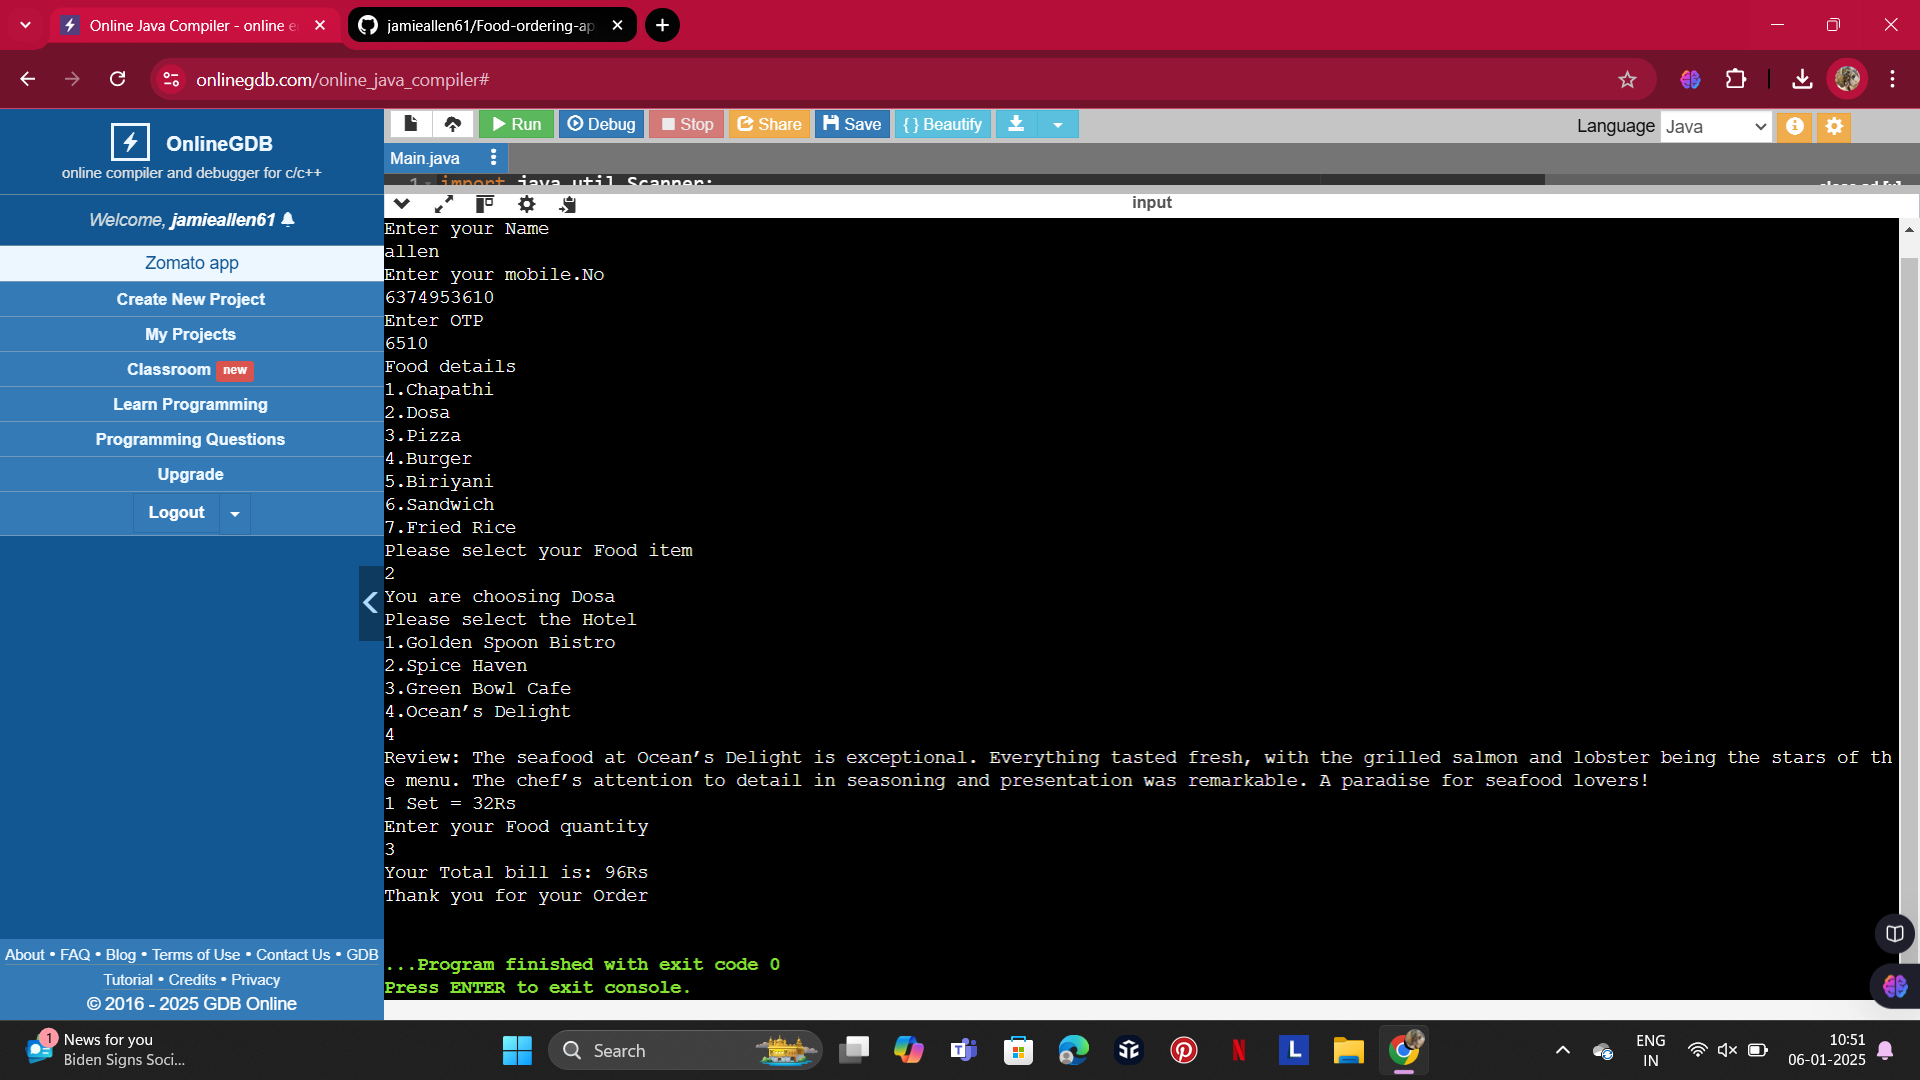 Online Java Compiler - online e
jamieallen61/Food-ordering-ap
onlinegdb.com/online_java_compiler#
OnlineGDB
online compiler and debugger for c/c++
Welcome, jamieallen61
Zomato app
Create New Project
My Projects
Classroom new
Learn Programming
Programming Questions
Upgrade
Logout
About • FAQ • Blog • Terms of Use • Contact Us • GDB
Tutorial • Credits • Privacy
© 2016 - 2025 GDB Online
Run Debug Stop Share Save { } Beautify
Language Java
Main.java
1 import java.util.Scanner;
input
Enter your Name
allen
Enter your mobile.No
6374953610
Enter OTP
6510
Food details
1.Chapathi
2.Dosa
3.Pizza
4.Burger
5.Biriyani
6.Sandwich
7.Fried Rice
Please select your Food item
2
You are choosing Dosa
Please select the Hotel
1.Golden Spoon Bistro
2.Spice Haven
3.Green Bowl Cafe
4.Ocean’s Delight
4
Review: The seafood at Ocean’s Delight is exceptional. Everything tasted fresh, with the grilled salmon and lobster being the stars of th
e menu. The chef’s attention to detail in seasoning and presentation was remarkable. A paradise for seafood lovers!
1 Set = 32Rs
Enter your Food quantity
3
Your Total bill is: 96Rs
Thank you for your Order
...Program finished with exit code 0
Press ENTER to exit console.
1 News for you
Biden Signs Soci...
Search
ENG
IN
10:51
06-01-2025